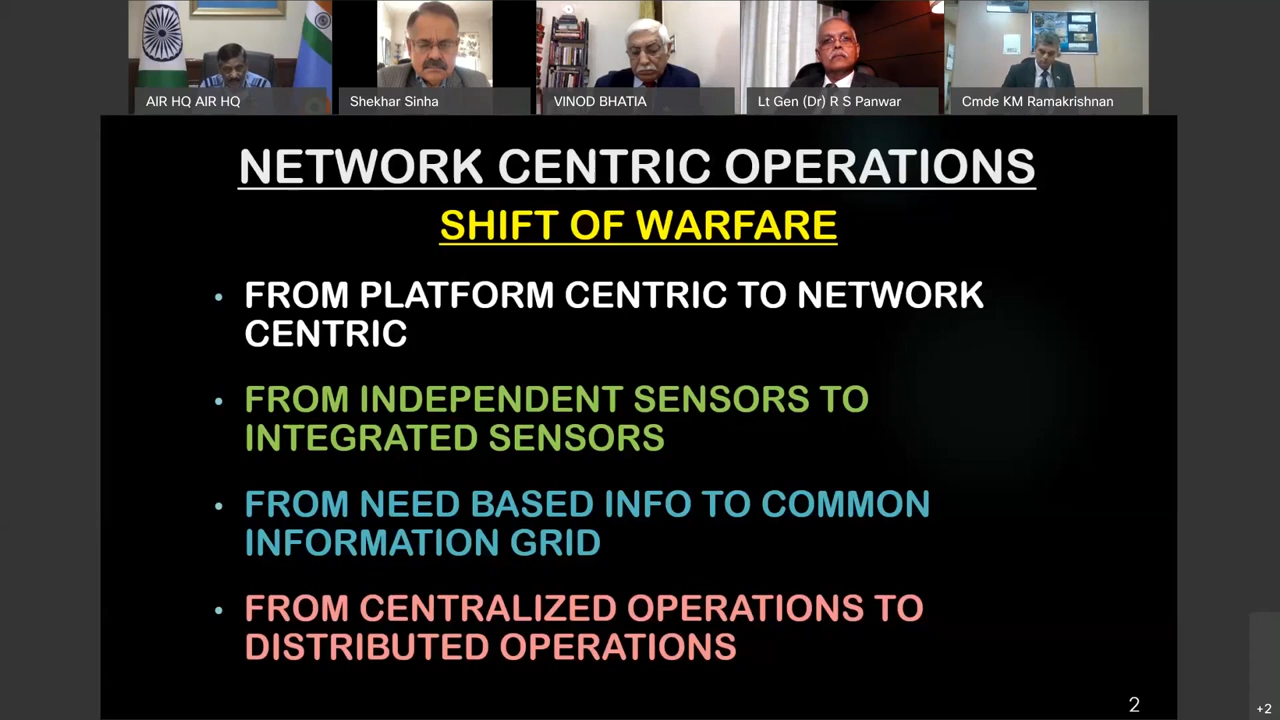 AIR HQ AIR HQ
Shekhar Sinha
VINOD BHATIA
Lt Gen (Dr) R S Panwar
Cmde KM Ramakrishnan
NETWORK CENTRIC OPERATIONS
SHIFT OF WARFARE
• FROM PLATFORM CENTRIC TO NETWORK
CENTRIC
• FROM INDEPENDENT SENSORS TO
INTEGRATED SENSORS
• FROM NEED BASED INFO TO COMMON
INFORMATION GRID
• FROM CENTRALIZED OPERATIONS TO
DISTRIBUTED OPERATIONS
2
+2